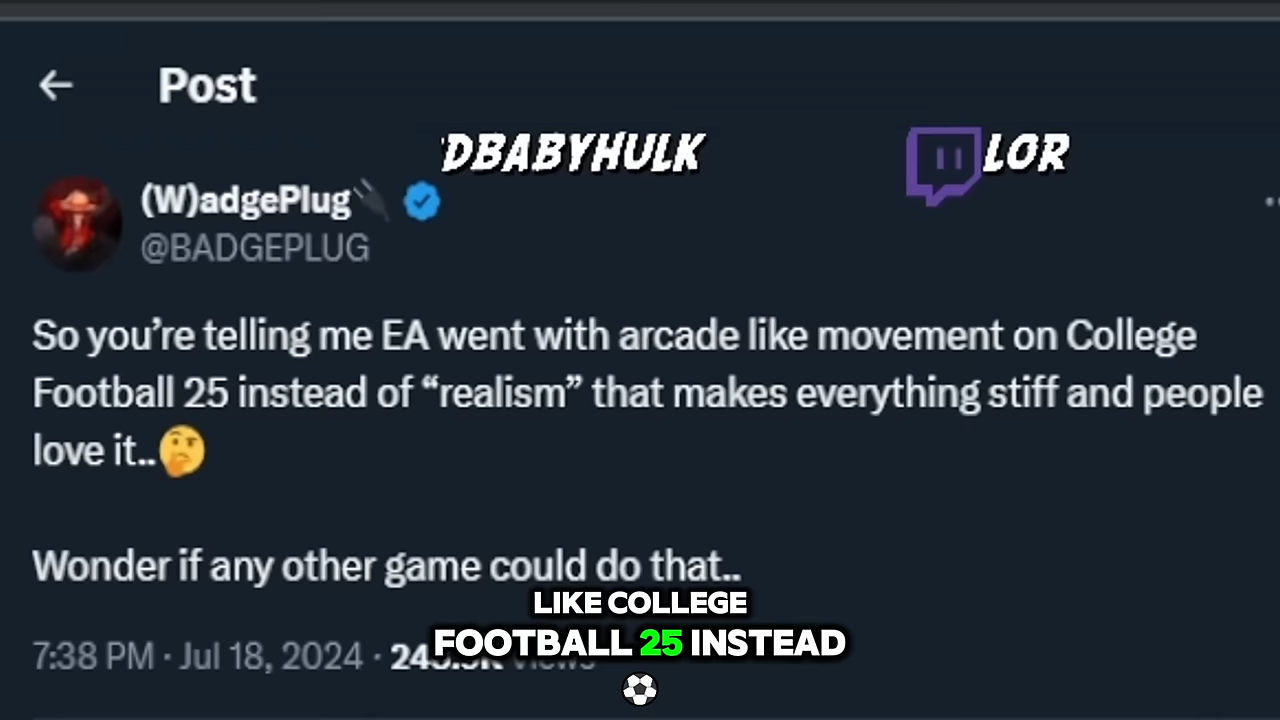 Post
DBABYHULK
LOR
(W)adgePlug
@BADGEPLUG
So you’re telling me EA went with arcade like movement on College
Football 25 instead of “realism” that makes everything stiff and people
love it..🤔
Wonder if any other game could do that..
LIKE COLLEGE
FOOTBALL 25 INSTEAD
7:38 PM · Jul 18, 2024 ·